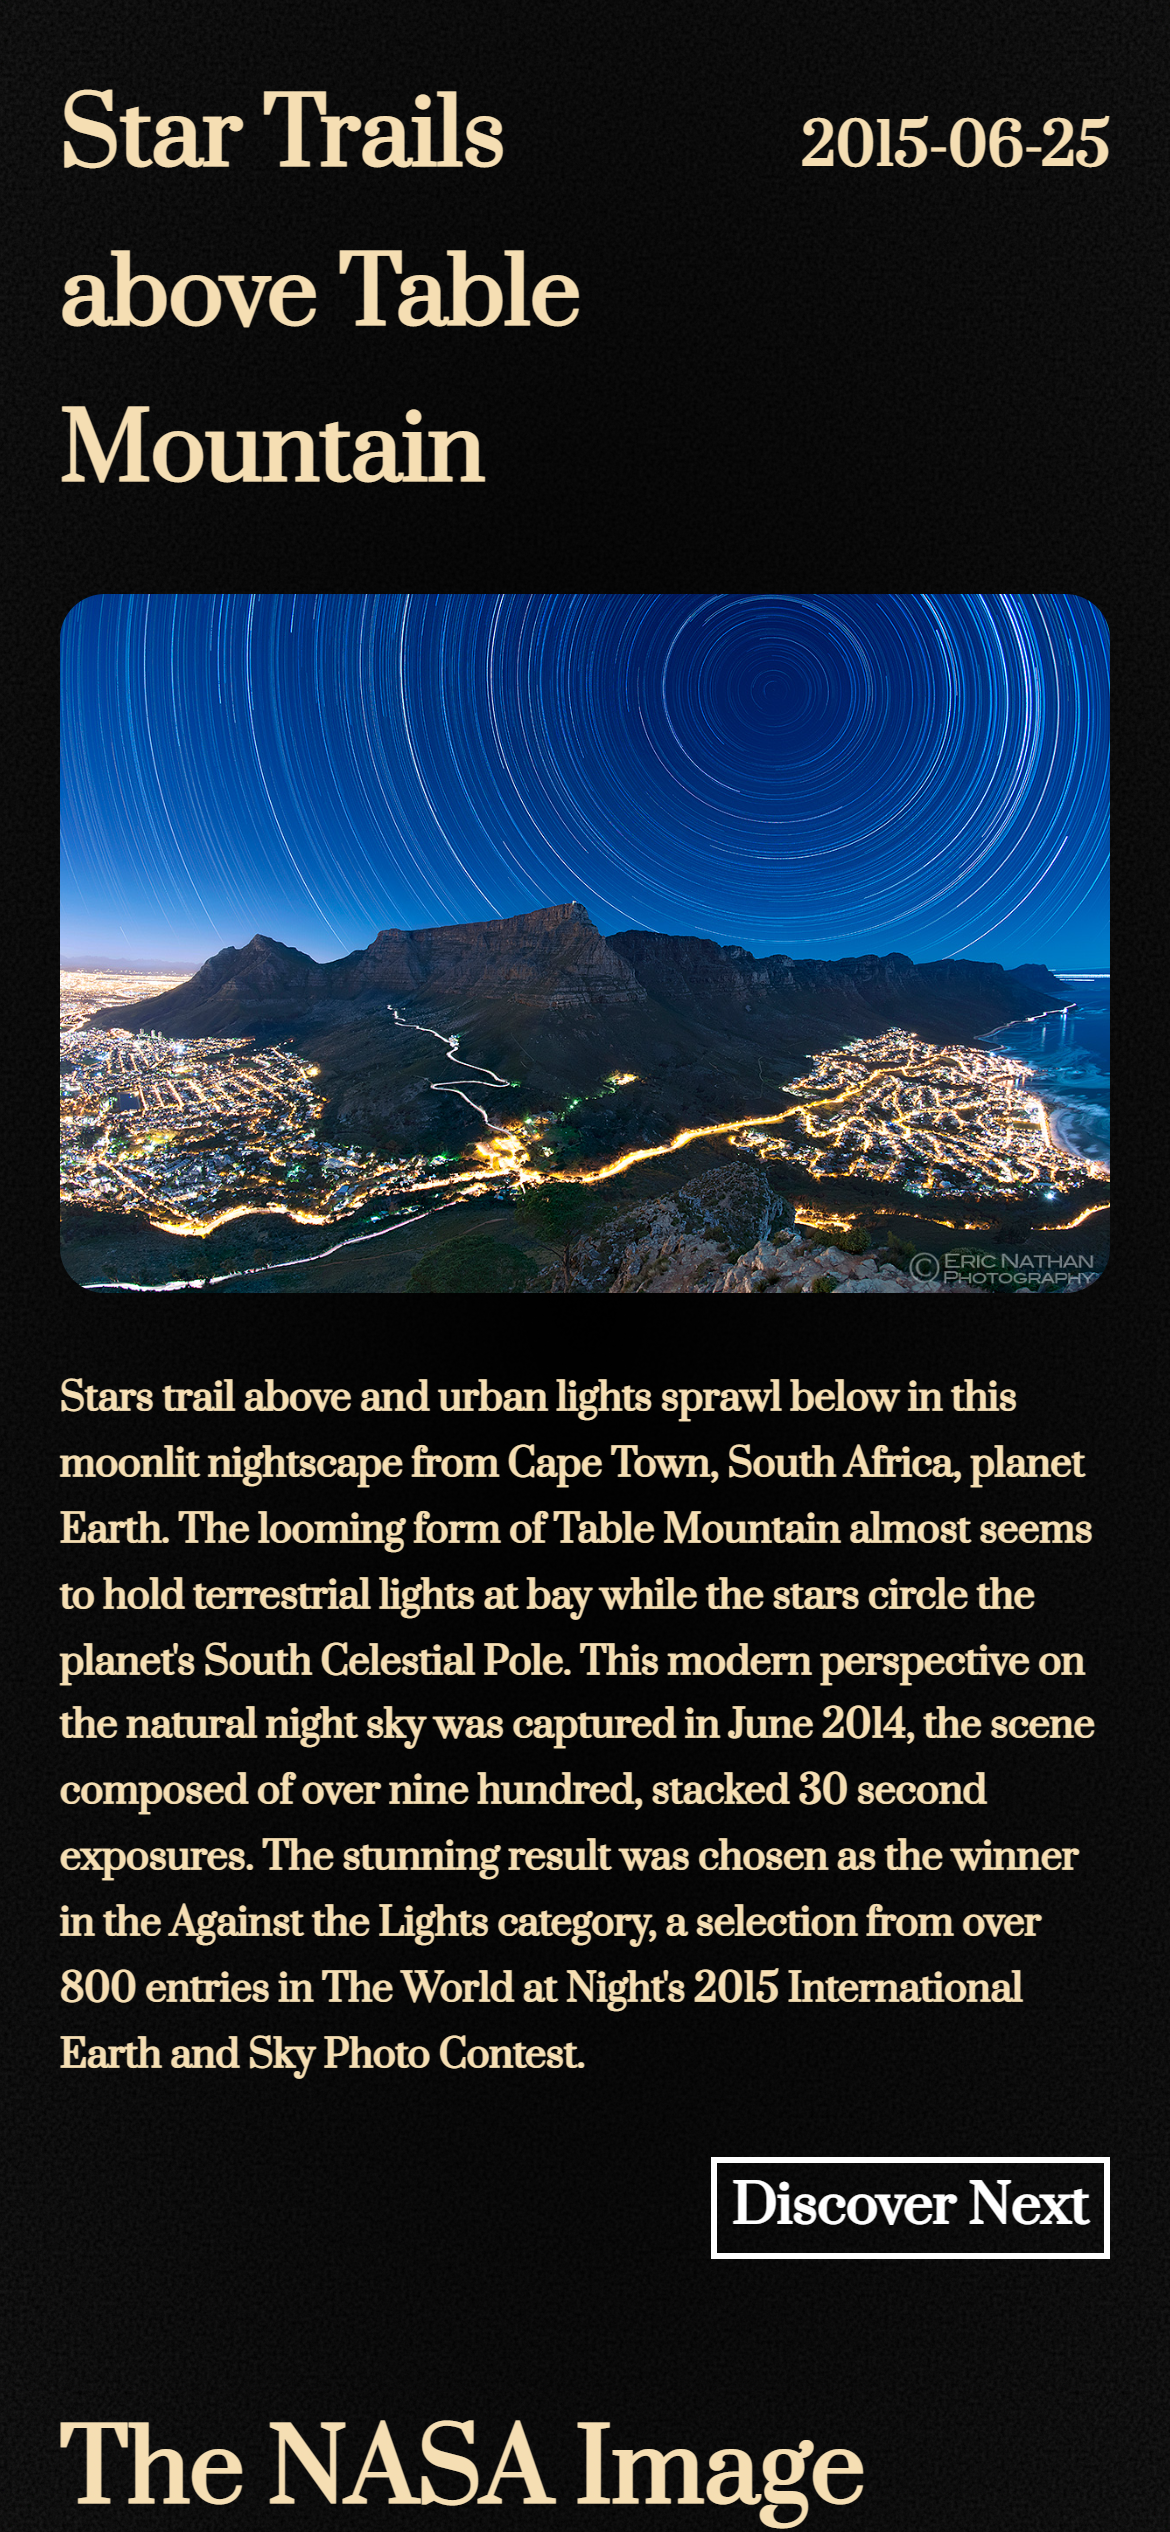 Star Trails
above Table
Mountain
2015-06-25
© ERIC NATHAN
PHOTOGRAPHY
Stars trail above and urban lights sprawl below in this
moonlit nightscape from Cape Town, South Africa, planet
Earth. The looming form of Table Mountain almost seems
to hold terrestrial lights at bay while the stars circle the
planet's South Celestial Pole. This modern perspective on
the natural night sky was captured in June 2014, the scene
composed of over nine hundred, stacked 30 second
exposures. The stunning result was chosen as the winner
in the Against the Lights category, a selection from over
800 entries in The World at Night's 2015 International
Earth and Sky Photo Contest.
Discover Next
The NASA Image